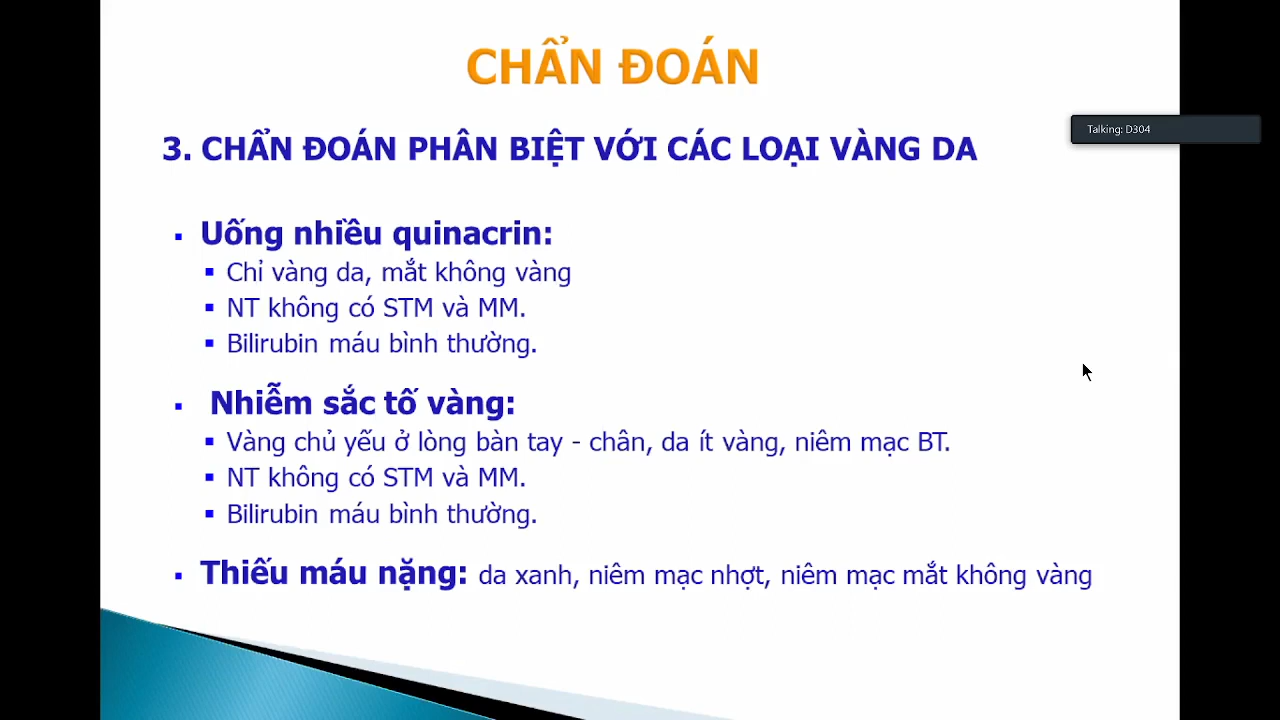 CHẨN ĐOÁN
Talking: D304
3. CHẨN ĐOÁN PHÂN BIỆT VỚI CÁC LOẠI VÀNG DA
▪ Uống nhiều quinacrin:
▪ Chỉ vàng da, mắt không vàng
▪ NT không có STM và MM.
▪ Bilirubin máu bình thường.
▪ Nhiễm sắc tố vàng:
▪ Vàng chủ yếu ở lòng bàn tay - chân, da ít vàng, niêm mạc BT.
▪ NT không có STM và MM.
▪ Bilirubin máu bình thường.
▪ Thiếu máu nặng: da xanh, niêm mạc nhợt, niêm mạc mắt không vàng